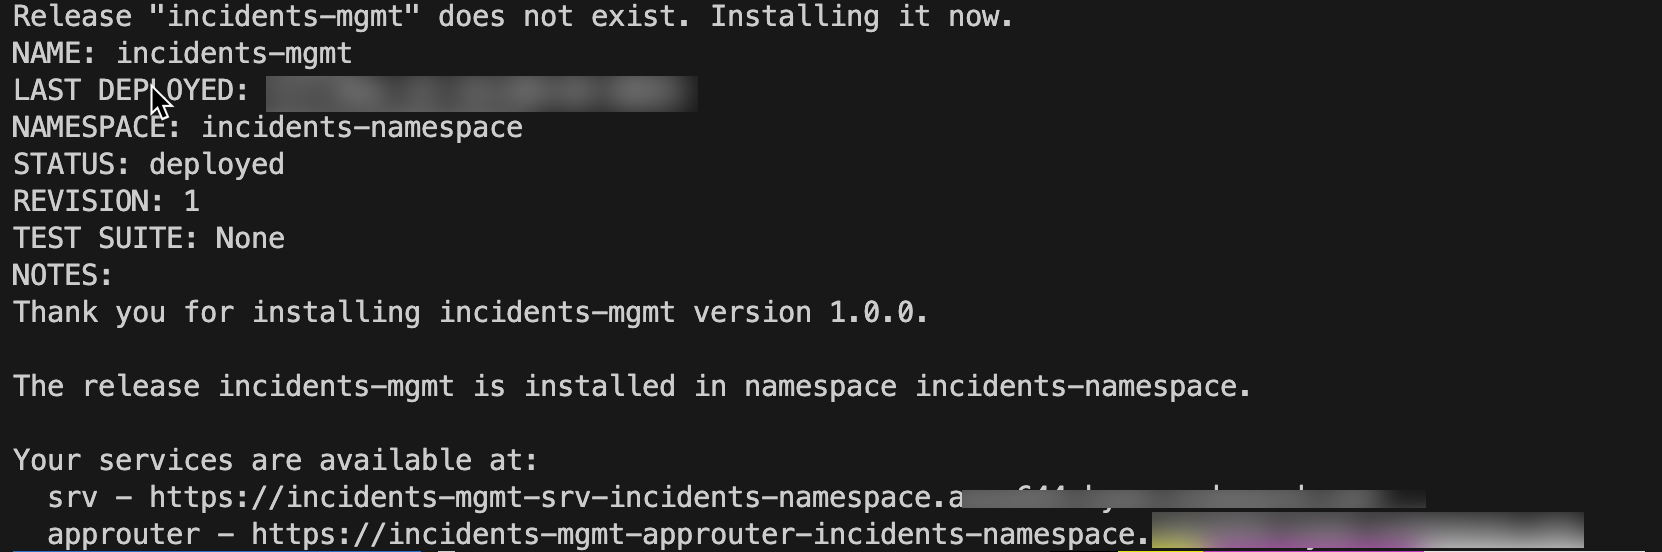 Release "incidents-mgmt" does not exist. Installing it now.
NAME: incidents-mgmt
LAST DEPLOYED:
NAMESPACE: incidents-namespace
STATUS: deployed
REVISION: 1
TEST SUITE: None
NOTES:
Thank you for installing incidents-mgmt version 1.0.0.
The release incidents-mgmt is installed in namespace incidents-namespace.
Your services are available at:
srv - https://incidents-mgmt-srv-incidents-namespace.
approuter - https://incidents-mgmt-approuter-incidents-namespace.